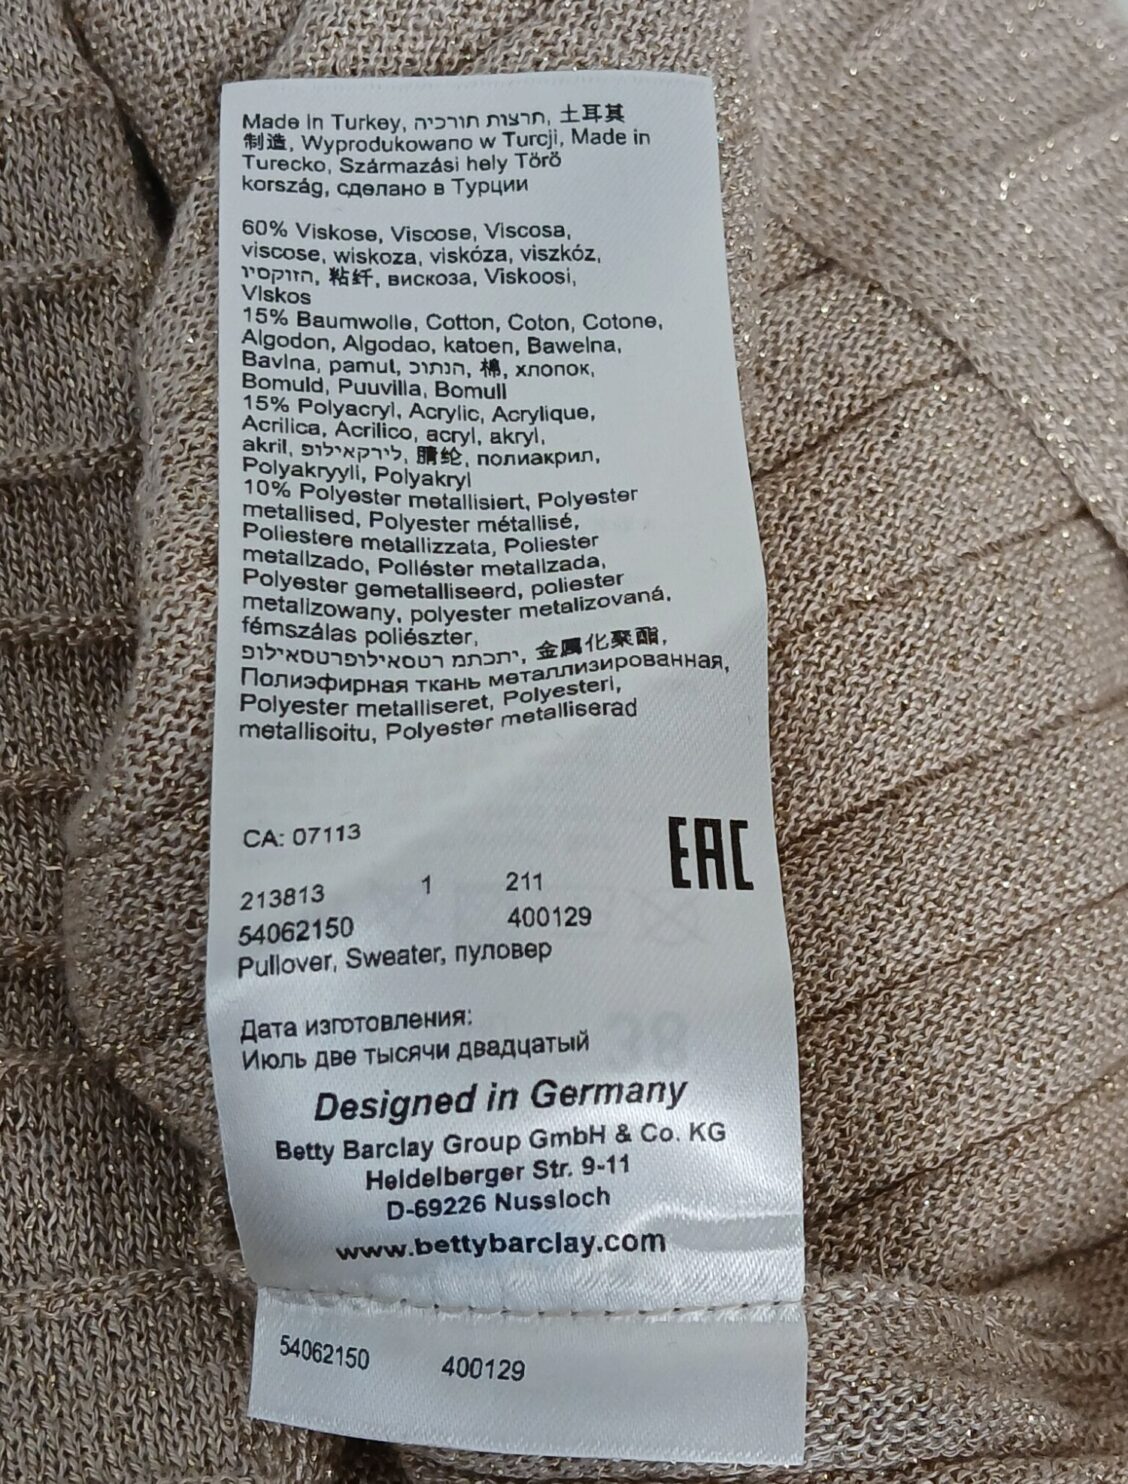 Made In Turkey, תרצות תורכיה, 土耳其
制造, Wyprodukowano w Turcji, Made in
Turecko, Származási hely Törö
kország, сделано в Турции
60% Viskose, Viscose, Viscosa,
viscose, wiskoza, viskóza, viszkóz,
הזוקסיו, 粘纤, вискоза, Viskoosi,
Viskos
15% Baumwolle, Cotton, Coton, Cotone,
Algodon, Algodao, katoen, Bawelna,
Bavlna, pamut, הנתוכ, 棉, хлопок,
Bomuld, Puuvilla, Bomull
15% Polyacryl, Acrylic, Acrylique,
Acrilica, Acrilico, acryl, akryl,
akril, לירקאילופ, 腈纶, полиакрил,
Polyakryyli, Polyakryl
10% Polyester metallisiert, Polyester
metallised, Polyester métallisé,
Poliestere metallizzata, Poliester
metalizado, Poliéster metalizada,
Polyester gemetalliseerd, poliester
metalizowany, polyester metalizovaná,
fémszálas poliészter,
יתכתמ רטסאילופרטסאילופ, 金属化聚酯,
Полиэфирная ткань металлизированная,
Polyester metalliseret, Polyesteri,
metallisoitu, Polyester metalliserad
CA: 07113
EAC
213813 1 211
54062150 400129
Pullover, Sweater, пуловер
Дата изготовления:
Июль две тысячи двадцатый
Designed in Germany
Betty Barclay Group GmbH & Co. KG
Heidelberger Str. 9-11
D-69226 Nussloch
www.bettybarclay.com
54062150 400129